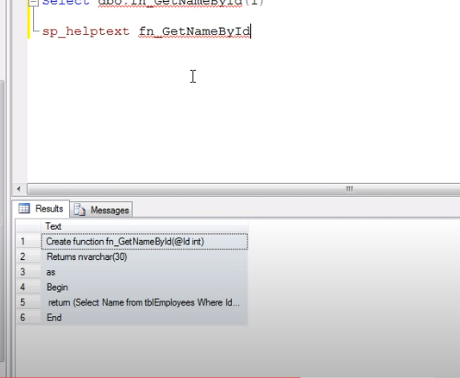 Select dbo.fn_GetNameById(1)
sp_helptext fn_GetNameById
Results Messages
Text
1 Create function fn_GetNameById(@Id int)
2 Returns nvarchar(30)
3 as
4 Begin
5 return (Select Name from tblEmployees Where Id...
6 End